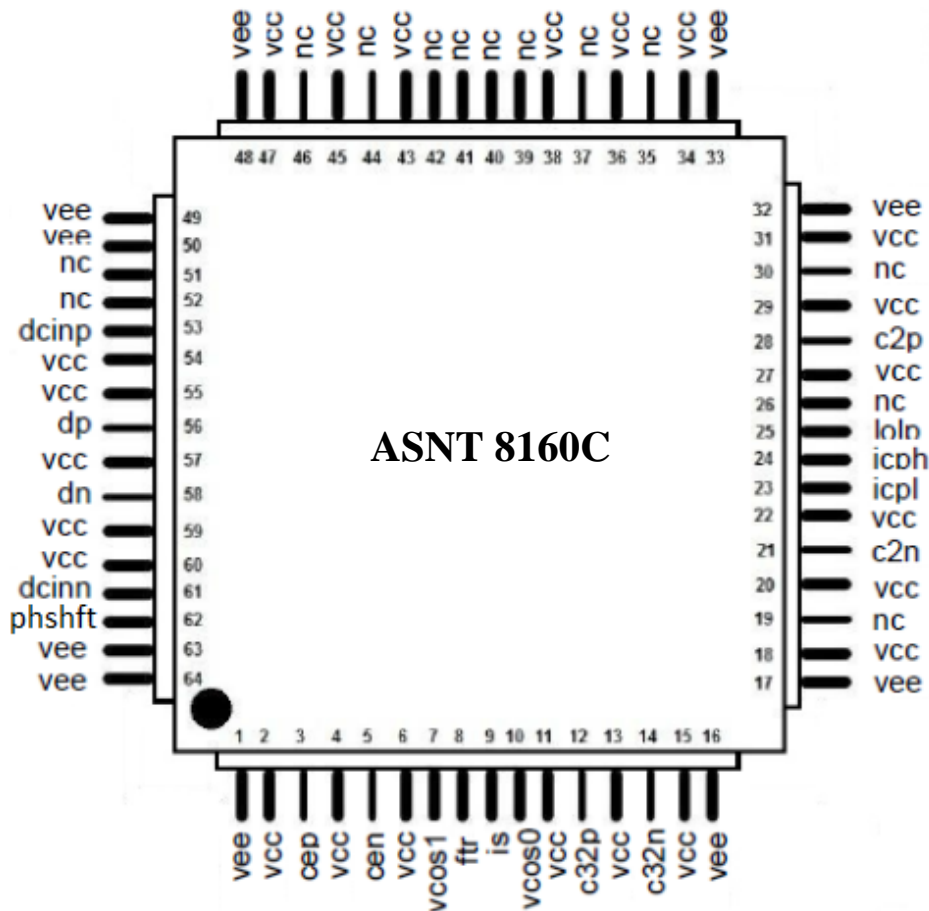 vee vcc nc vcc nc vcc nc nc nc nc vcc nc vcc nc vcc vee
48 47 46 45 44 43 42 41 40 39 38 37 36 35 34 33
vee 49
vee 50
nc 51
nc 52
dcinp 53
vcc 54
vcc 55
dp 56
vcc 57
dn 58
vcc 59
vcc 60
dcinn 61
phshft 62
vee 63
vee 64
ASNT 8160C
32 vee
31 vcc
30 nc
29 vcc
28 c2p
27 vcc
26 nc
25 lolp
24 icph
23 icpl
22 vcc
21 c2n
20 vcc
19 nc
18 vcc
17 vee
1 2 3 4 5 6 7 8 9 10 11 12 13 14 15 16
vee vcc cep vcc cen vcc vcos1 ftr is vcos0 vcc c32p vcc c32n vcc vee